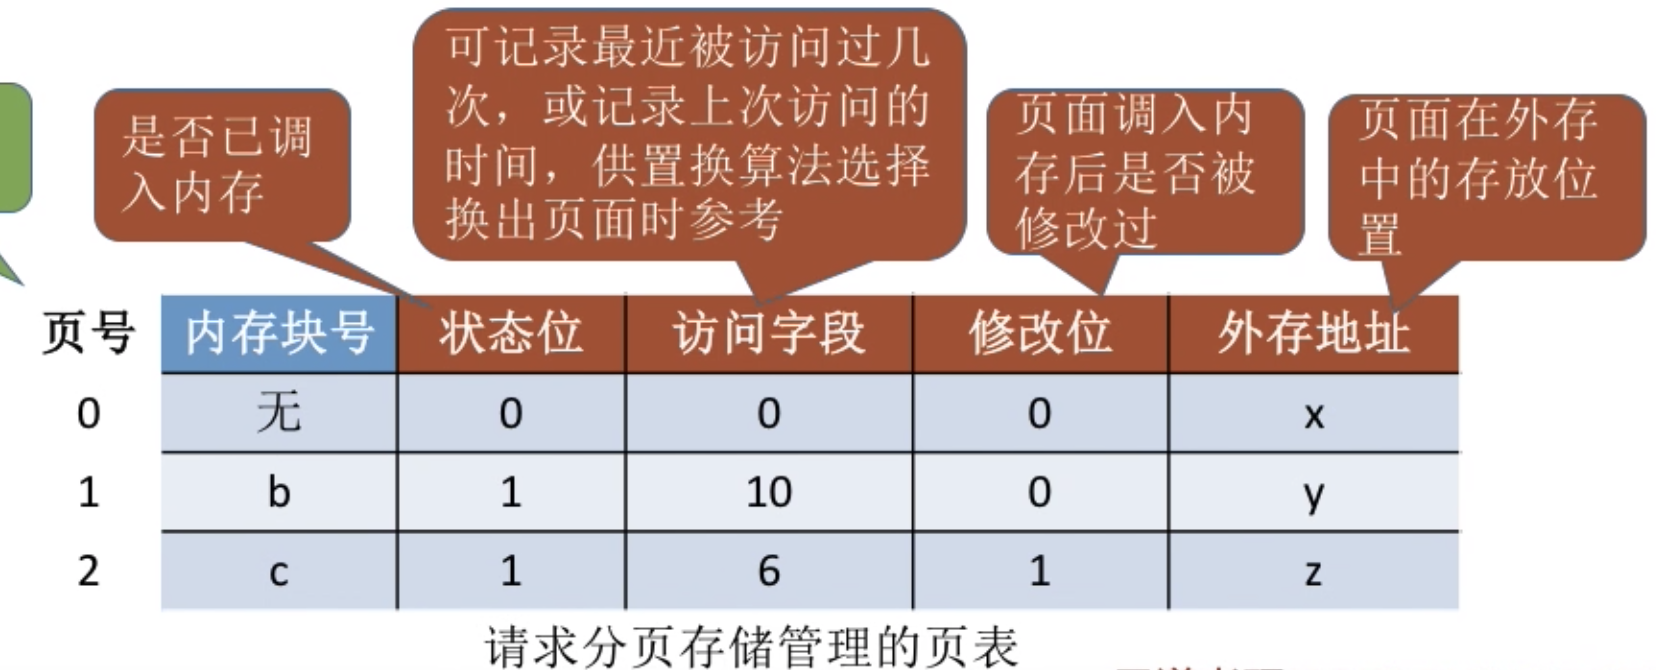 是否已调
入内存
可记录最近被访问过几
次，或记录上次访问的
时间，供置换算法选择
换出页面时参考
页面调入内
存后是否被
修改过
页面在外存
中的存放位
置
页号 内存块号 状态位 访问字段 修改位 外存地址
0 无 0 0 0 x
1 b 1 10 0 y
2 c 1 6 1 z
请求分页存储管理的页表